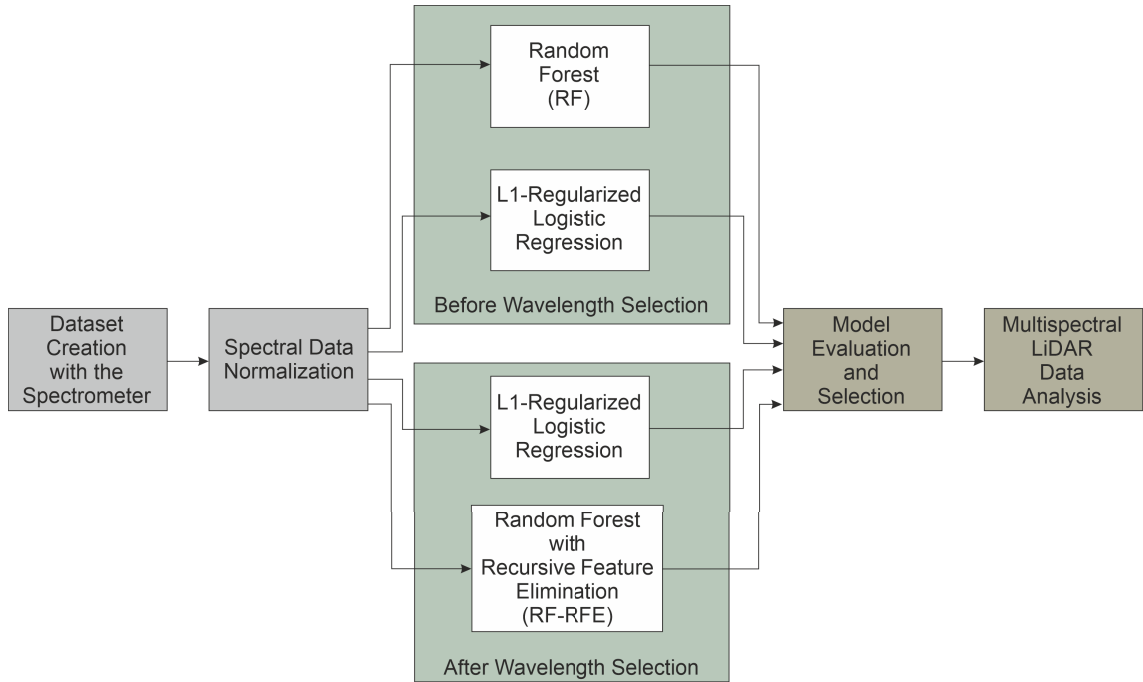 Dataset
Creation
with the
Spectrometer
Spectral Data
Normalization
Random
Forest
(RF)
L1-Regularized
Logistic
Regression
Before Wavelength Selection
L1-Regularized
Logistic
Regression
Random Forest
with
Recursive Feature
Elimination
(RF-RFE)
After Wavelength Selection
Model
Evaluation
and
Selection
Multispectral
LiDAR
Data
Analysis